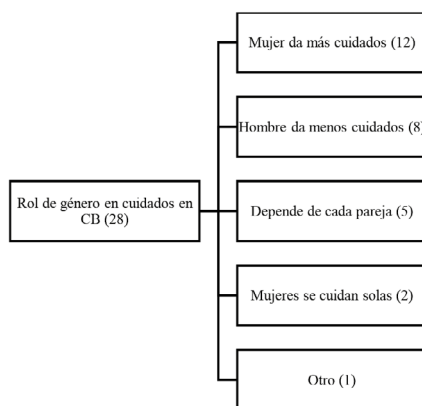 Mujer da más cuidados (12)
Hombre da menos cuidados (8)
Rol de género en cuidados en
CB (28)
Depende de cada pareja (5)
Mujeres se cuidan solas (2)
Otro (1)